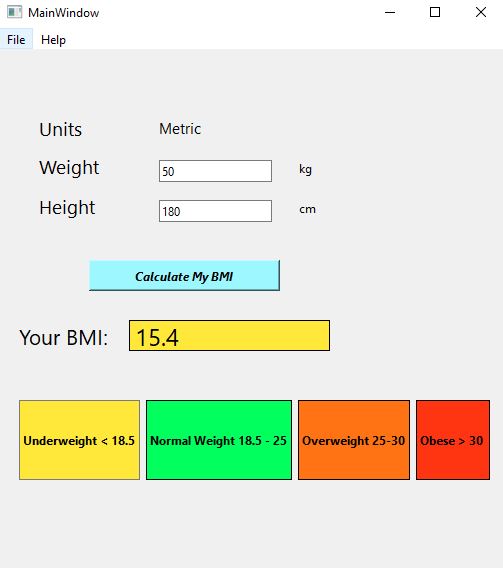 MainWindow
File Help
Units Metric
Weight 50 kg
Height 180 cm
Calculate My BMI
Your BMI: 15.4
Underweight < 18.5 Normal Weight 18.5 - 25 Overweight 25-30 Obese > 30